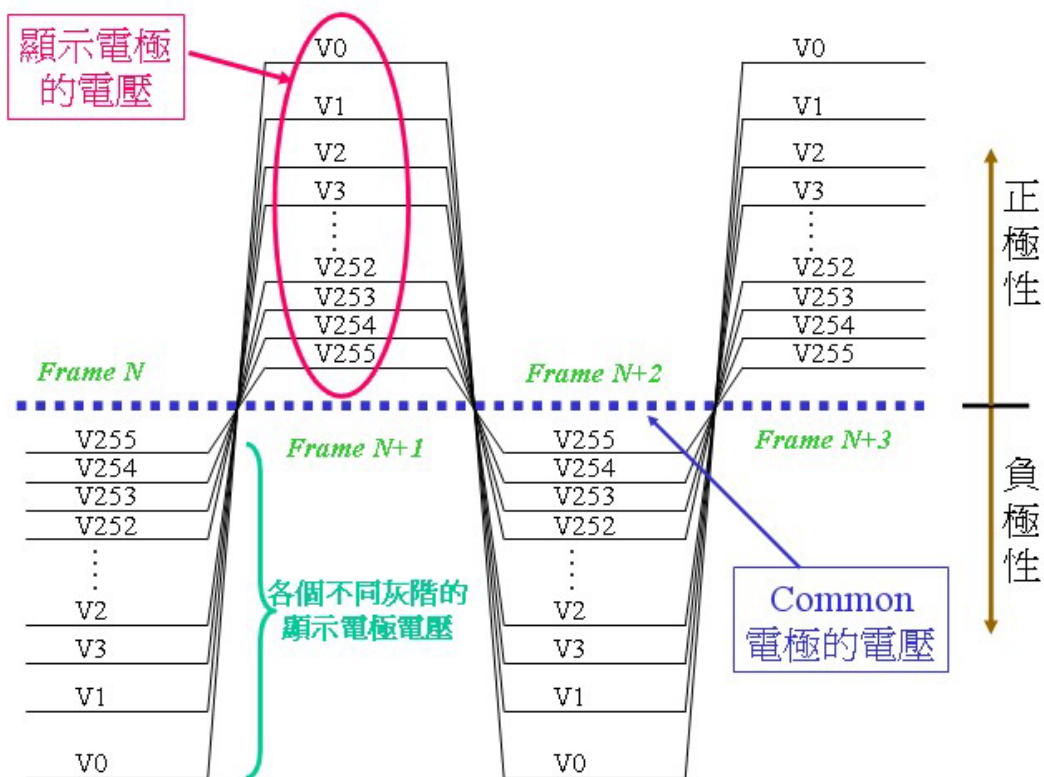 顯示電極
的電壓
V0
V1
V2
V3
V252
V253
V254
V255
V0
V1
V2
V3
V252
V253
V254
V255
正極性
Frame N
Frame N+2
Frame N+1
Frame N+3
V255
V254
V253
V252
V2
V3
V1
V0
各個不同灰階的
顯示電極電壓
V255
V254
V253
V252
V2
V3
V1
V0
Common
電極的電壓
負極性